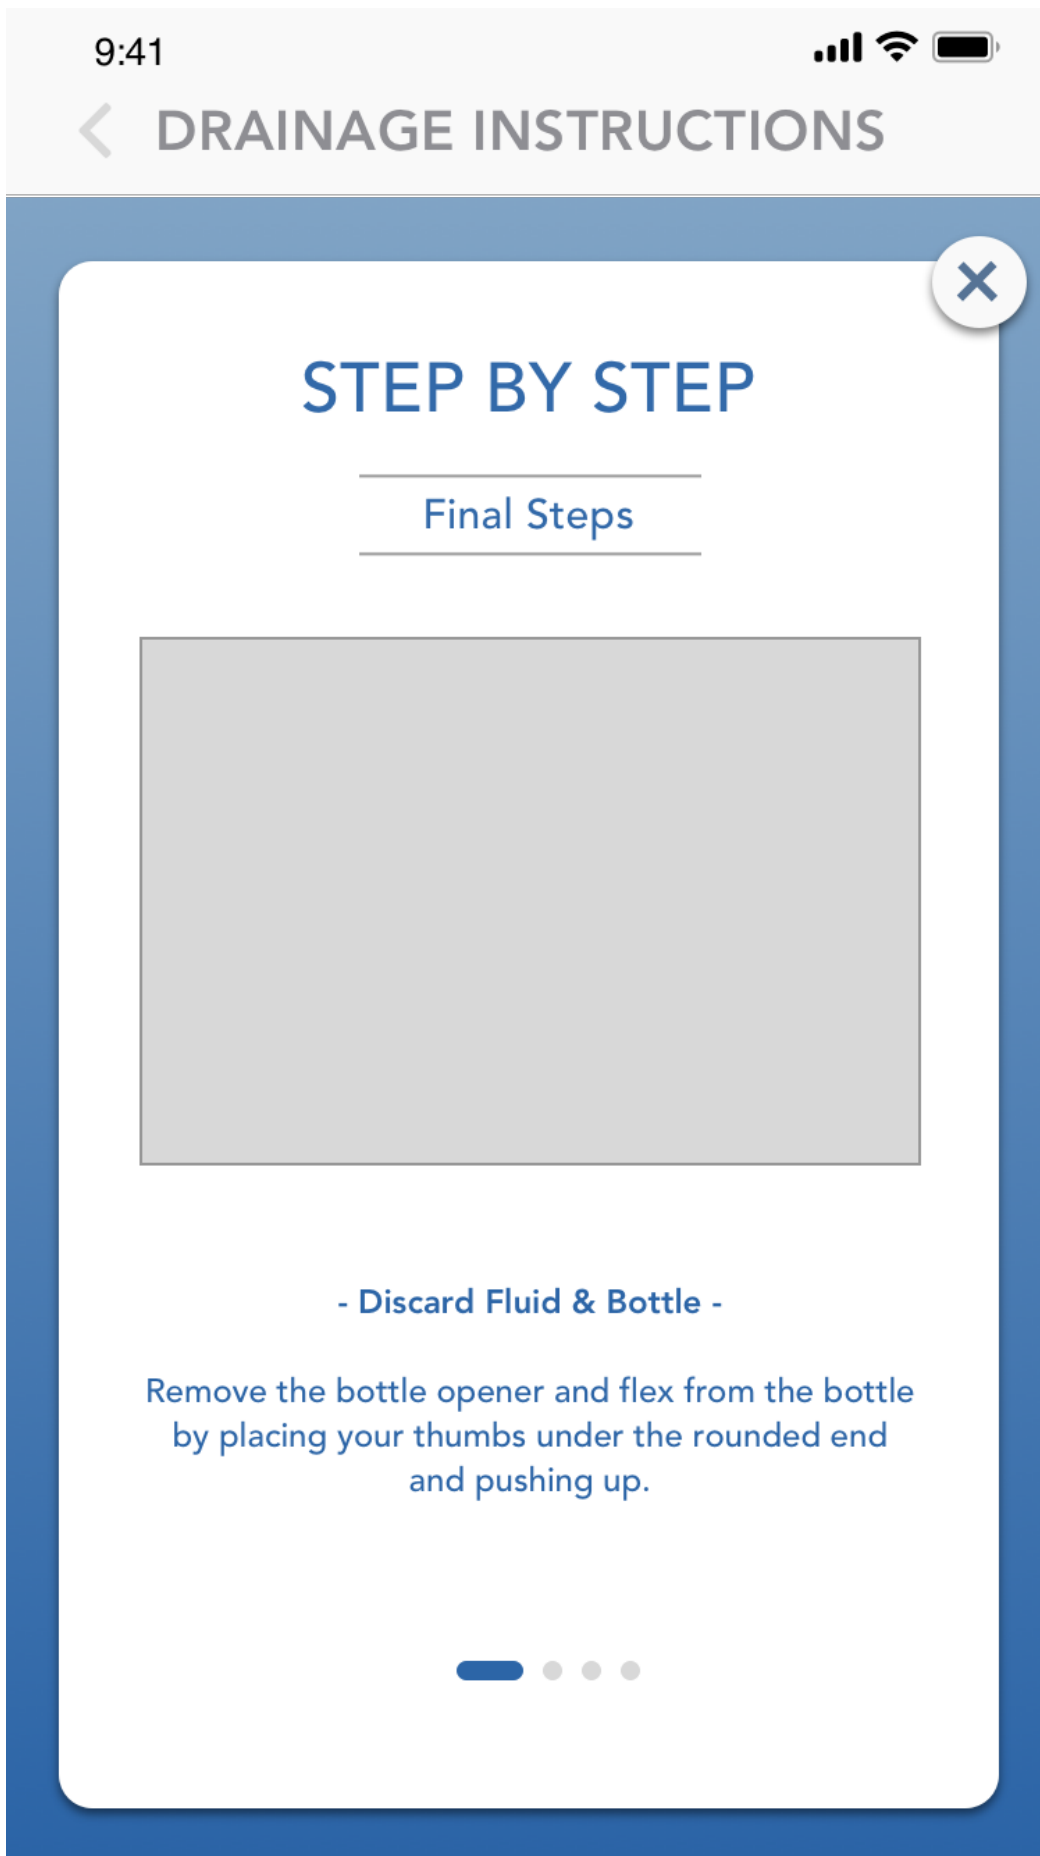 9:41
DRAINAGE INSTRUCTIONS
STEP BY STEP
Final Steps
- Discard Fluid & Bottle -
Remove the bottle opener and flex from the bottle
by placing your thumbs under the rounded end
and pushing up.